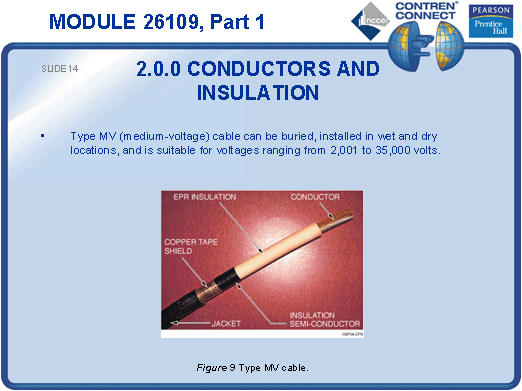 MODULE 26109, Part 1
nccer
CONTREN®
CONNECT
PEARSON
Prentice
Hall
SLIDE 14
2.0.0 CONDUCTORS AND
INSULATION
• Type MV (medium-voltage) cable can be buried, installed in wet and dry
locations, and is suitable for voltages ranging from 2,001 to 35,000 volts.
EPR INSULATION
CONDUCTOR
COPPER TAPE
SHIELD
INSULATION
SEMI-CONDUCTOR
JACKET
Figure 9 Type MV cable.